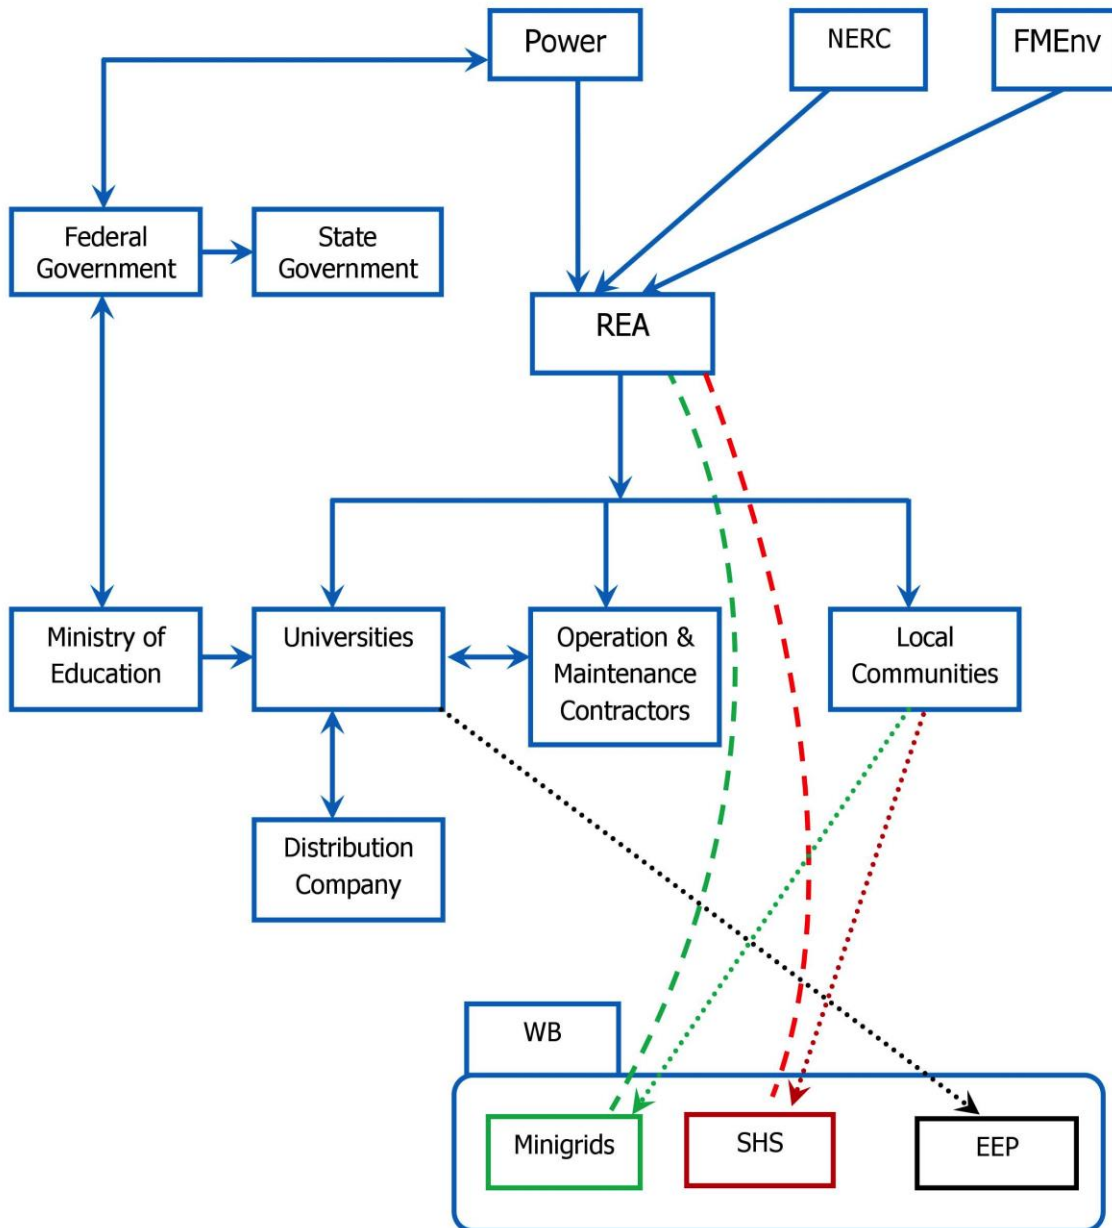 Power
NERC
FMEnv
Federal
Government
State
Government
REA
Ministry of
Education
Universities
Operation &
Maintenance
Contractors
Local
Communities
Distribution
Company
WB
Minigrids
SHS
EEP